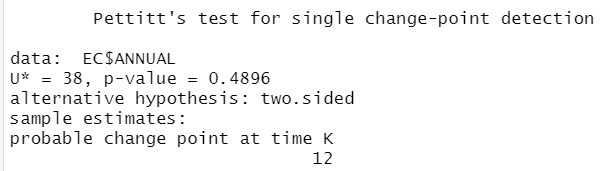 Pettitt's test for single change-point detection
data: EC$ANNUAL
U* = 38, p-value = 0.4896
alternative hypothesis: two.sided
sample estimates:
probable change point at time K
12